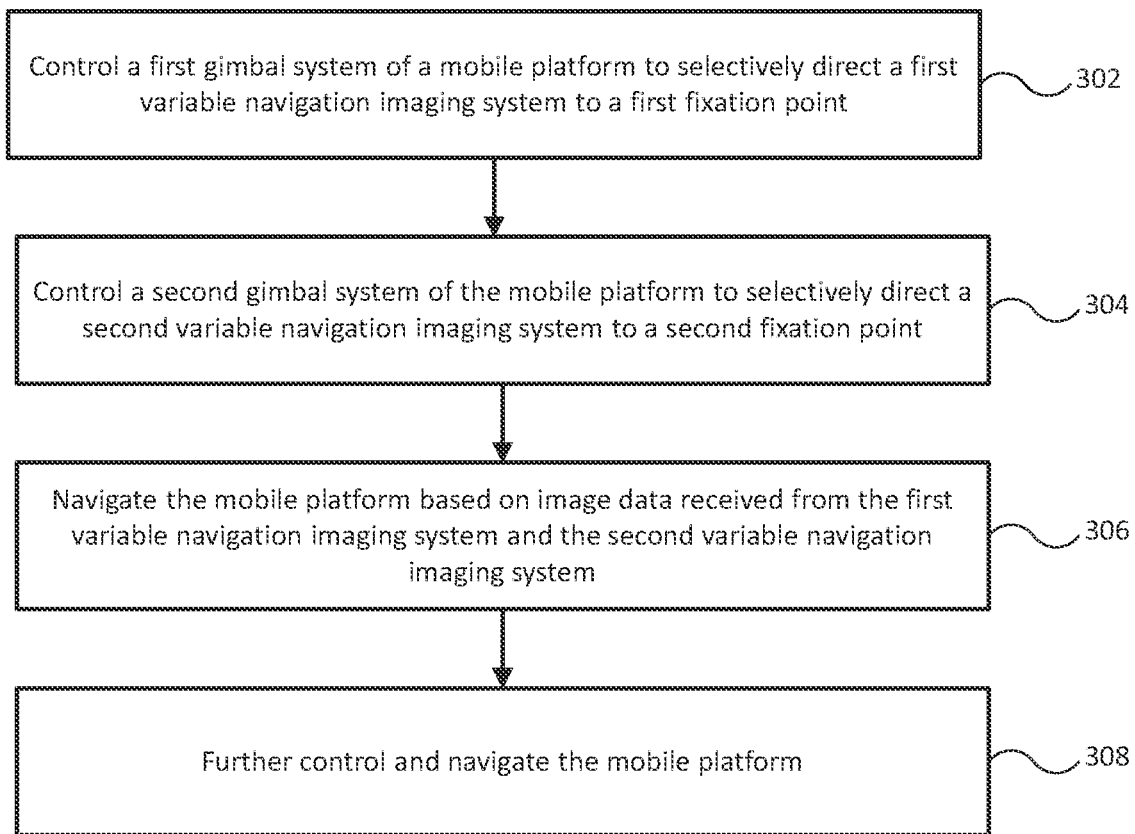 Control a first gimbal system of a mobile platform to selectively direct a first
variable navigation imaging system to a first fixation point
302
Control a second gimbal system of the mobile platform to selectively direct a
second variable navigation imaging system to a second fixation point
304
Navigate the mobile platform based on image data received from the first
variable navigation imaging system and the second variable navigation
imaging system
306
Further control and navigate the mobile platform
308